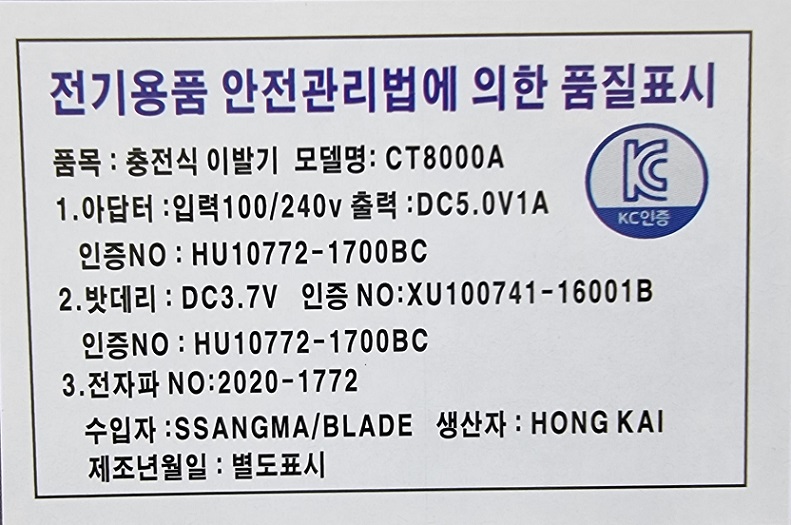 전기용품 안전관리법에 의한 품질표시
품목 : 충전식 이발기 모델명: CT8000A
1.아답터 :입력100/240v 출력 :DC5.0V1A
KC인증
인증NO : HU10772-1700BC
2.밧데리 : DC3.7V 인증 NO:XU100741-16001B
인증NO : HU10772-1700BC
3.전자파 NO:2020-1772
수입자 :SSANGMA/BLADE 생산자 : HONG KAI
제조년월일 : 별도표시